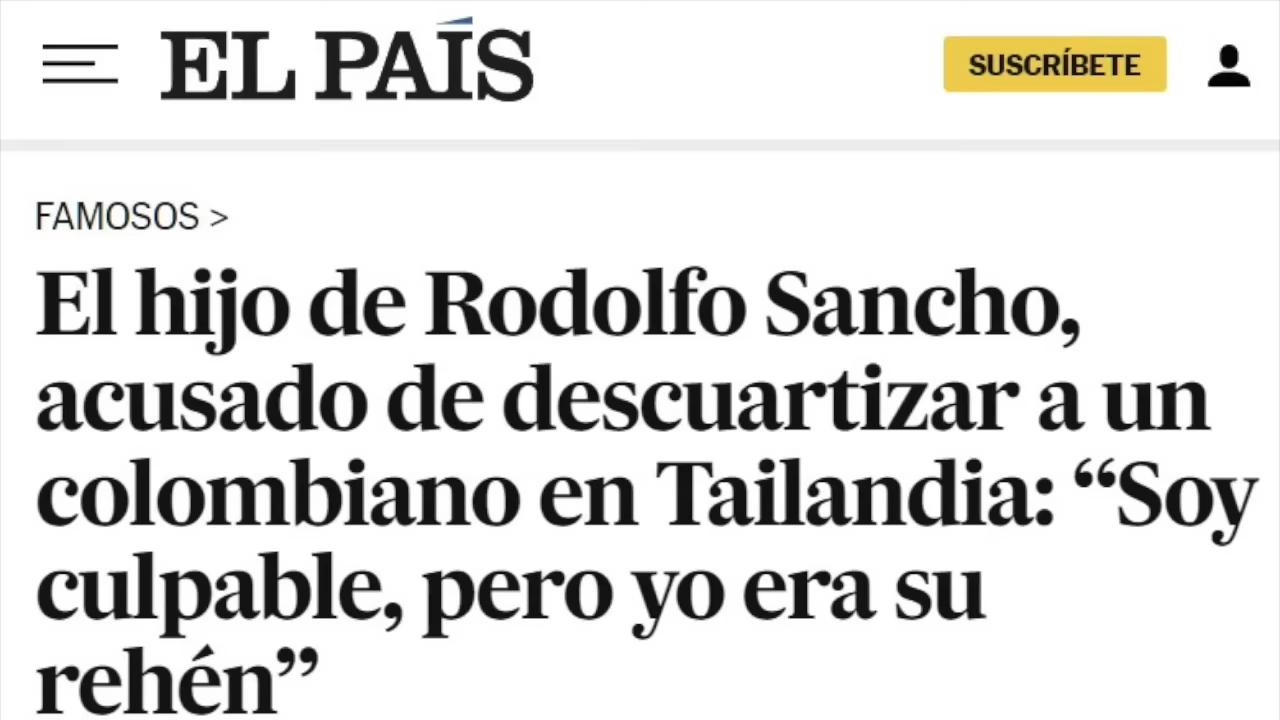 EL PAÍS
SUSCRÍBETE
FAMOSOS >
El hijo de Rodolfo Sancho,
acusado de descuartizar a un
colombiano en Tailandia: “Soy
culpable, pero yo era su
rehén”